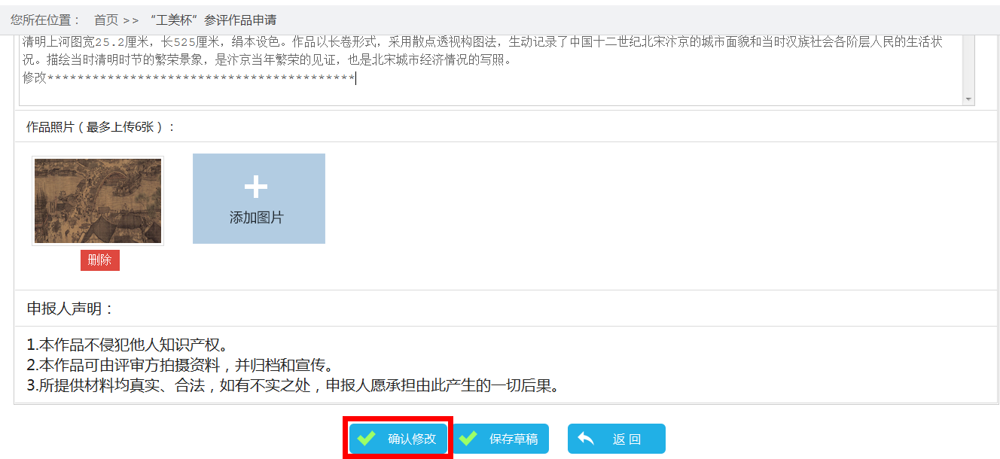 您所在位置： 首页 >> “工美杯”参评作品申请
清明上河图宽25.2厘米，长525厘米，绢本设色。作品以长卷形式，采用散点透视构图法，生动记录了中国十二世纪北宋汴京的城市面貌和当时汉族社会各阶层人民的生活状
况。描绘当时清明时节的繁荣景象，是汴京当年繁荣的见证，也是北宋城市经济情况的写照。
修改*****************************************
作品照片（最多上传6张）：
添加图片
删除
申报人声明：
1.本作品不侵犯他人知识产权。
2.本作品可由评审方拍摄资料，并归档和宣传。
3.所提供材料均真实、合法，如有不实之处，申报人愿承担由此产生的一切后果。
确认修改 保存草稿 返 回